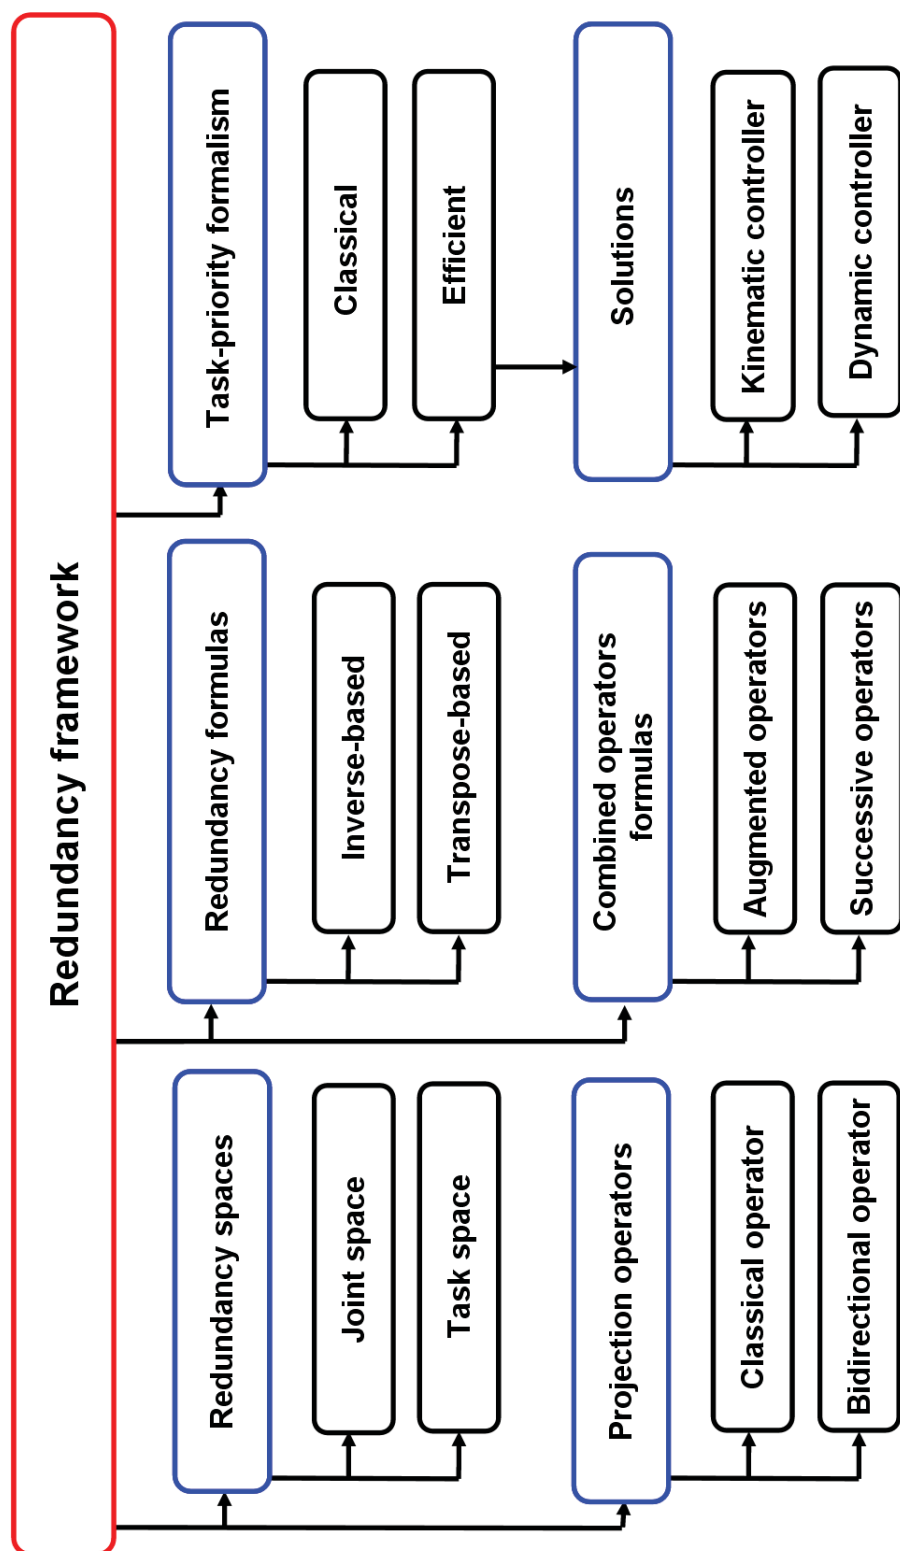 Redundancy framework
Redundancy spaces
Joint space
Task space
Projection operators
Classical operator
Bidirectional operator
Redundancy formulas
Inverse-based
Transpose-based
Combined operators
formulas
Augmented operators
Successive operators
Task-priority formalism
Classical
Efficient
Solutions
Kinematic controller
Dynamic controller